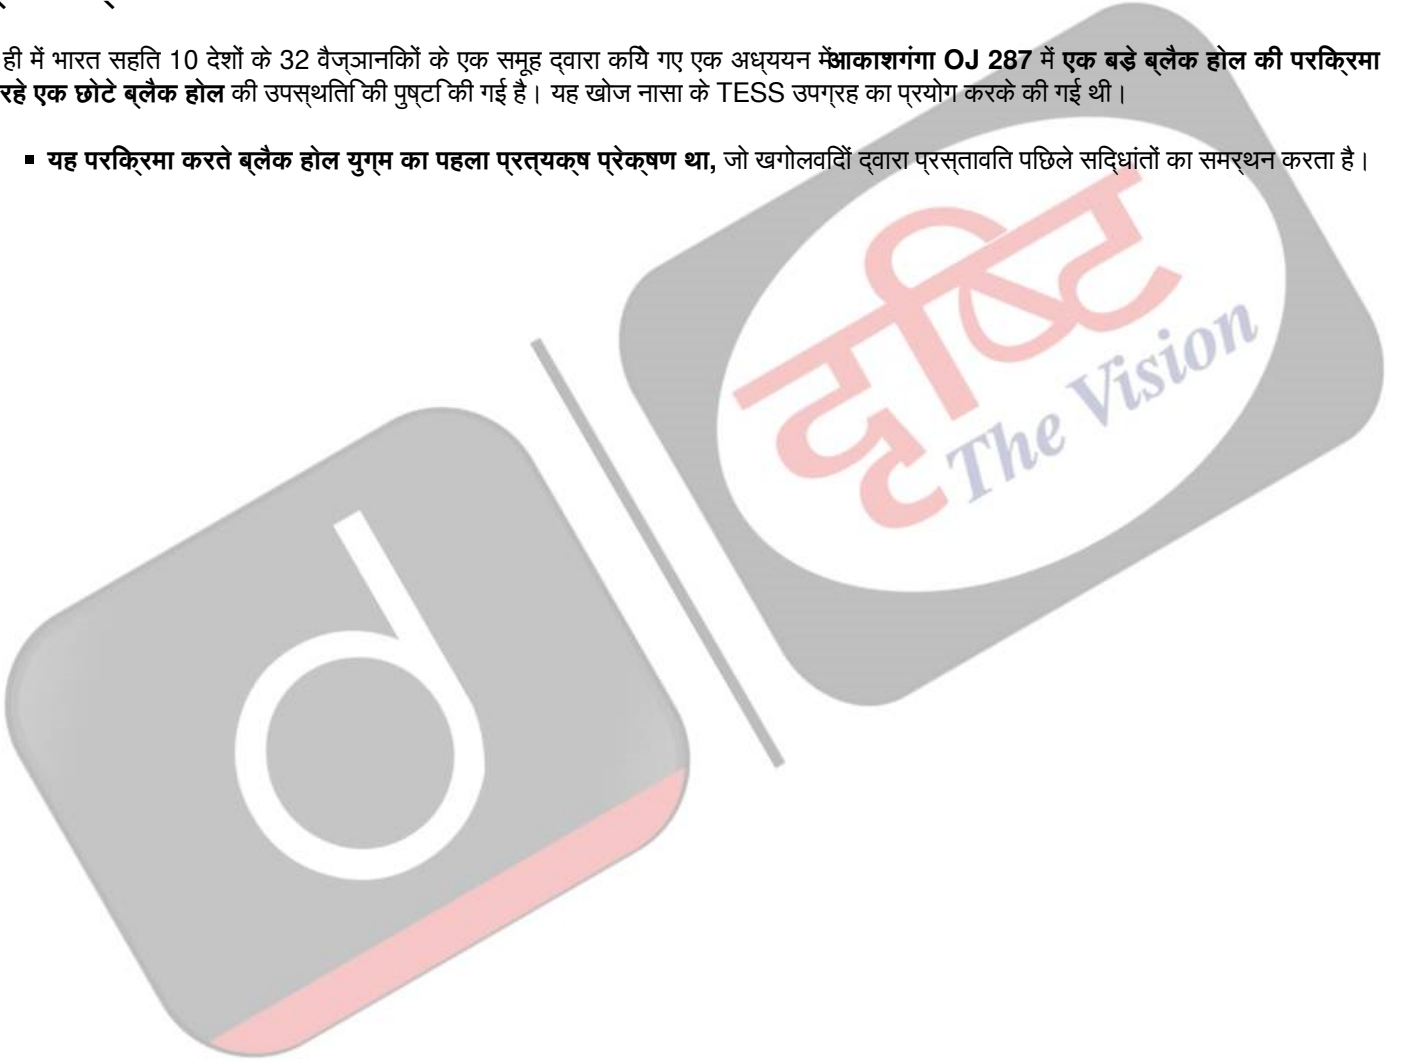 ही में भारत सहित 10 देशों के 32 वैज्ञानिकों के एक समूह द्वारा किये गए एक अध्ययन में आकाशगंगा OJ 287 में एक बड़े ब्लैक होल की परिक्रमा
रहे एक छोटे ब्लैक होल की उपस्थिति की पुष्टि की गई है। यह खोज नासा के TESS उपग्रह का प्रयोग करके की गई थी।
▪ यह परिक्रमा करते ब्लैक होल युग्म का पहला प्रत्यक्ष प्रेक्षण था, जो खगोलविदों द्वारा प्रस्तावित पिछले सिद्धांतों का समर्थन करता है।
दृष्टि
The Vision
d